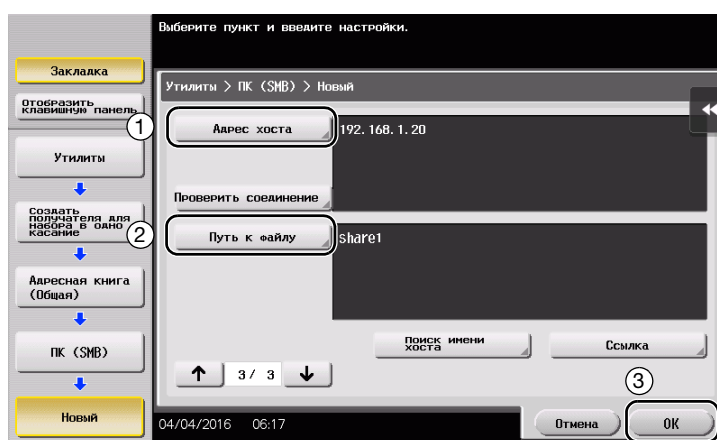 Выберите пункт и введите настройки.
Закладка
Отобразить
клавишную панель
Утилиты > ПК (SMB) > Новый
1
Адрес хоста
192.168.1.20
Утилиты
Проверить соединение
Создать
получателя для
набора в одно
касание
2
Путь к файлу
share1
Адресная книга
(Общая)
ПК (SMB)
Поиск имени
хоста
Ссылка
↑ 3/ 3 ↓
3
Новый
04/04/2016 06:17
Отмена
OK